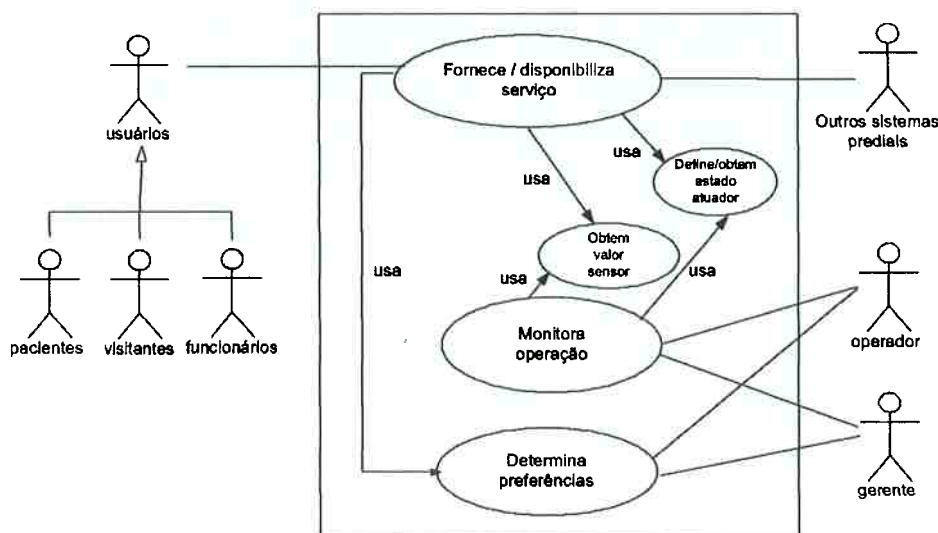 Fornece / disponibiliza
serviço
usuários
Outros sistemas
prediais
usa
usa
Define/obtem
estado
atuador
Obtem
valor
sensor
usa
usa
usa
pacientes
visitantes
funcionários
Monitora
operação
operador
Determina
preferências
gerente